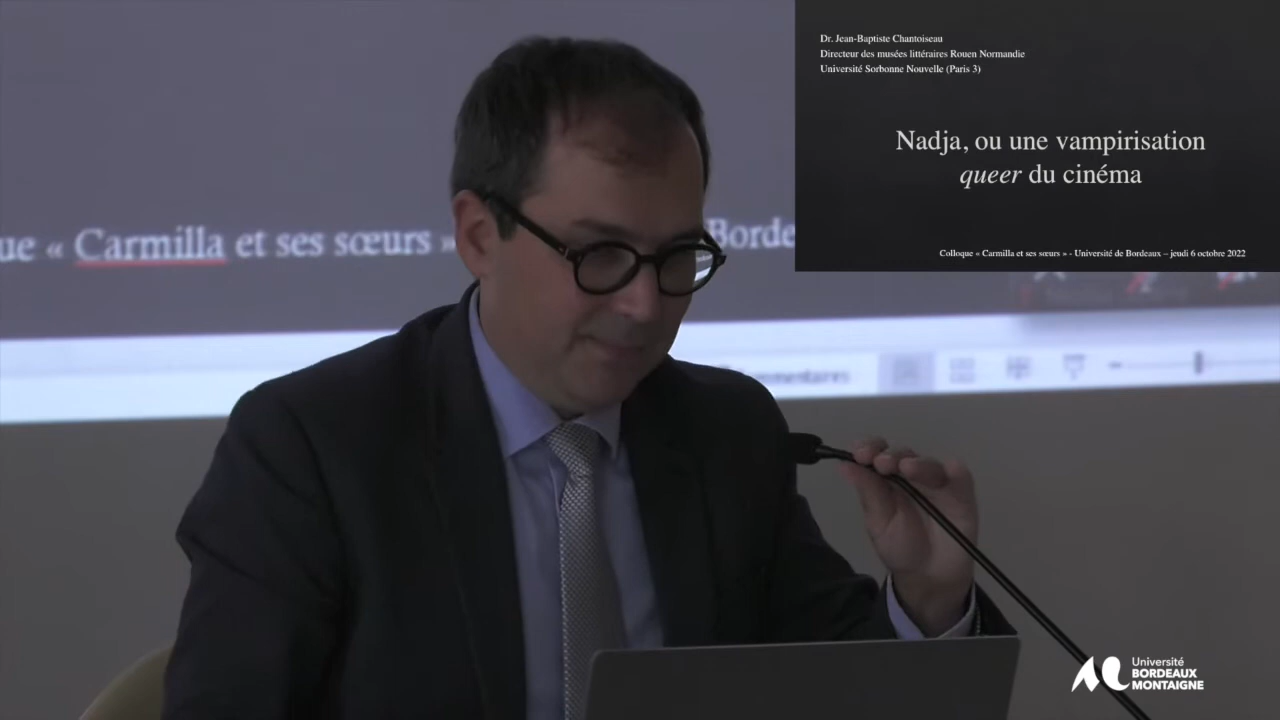 Dr. Jean-Baptiste Chantoiseau
Directeur des musées littéraires Rouen Normandie
Université Sorbonne Nouvelle (Paris 3)
Nadja, ou une vampirisation
queer du cinéma
Colloque « Carmilla et ses sœurs » - Université de Bordeaux – jeudi 6 octobre 2022
ue « Carmilla et ses sœurs »
Borde
Commentaires
Université
BORDEAUX
MONTAIGNE